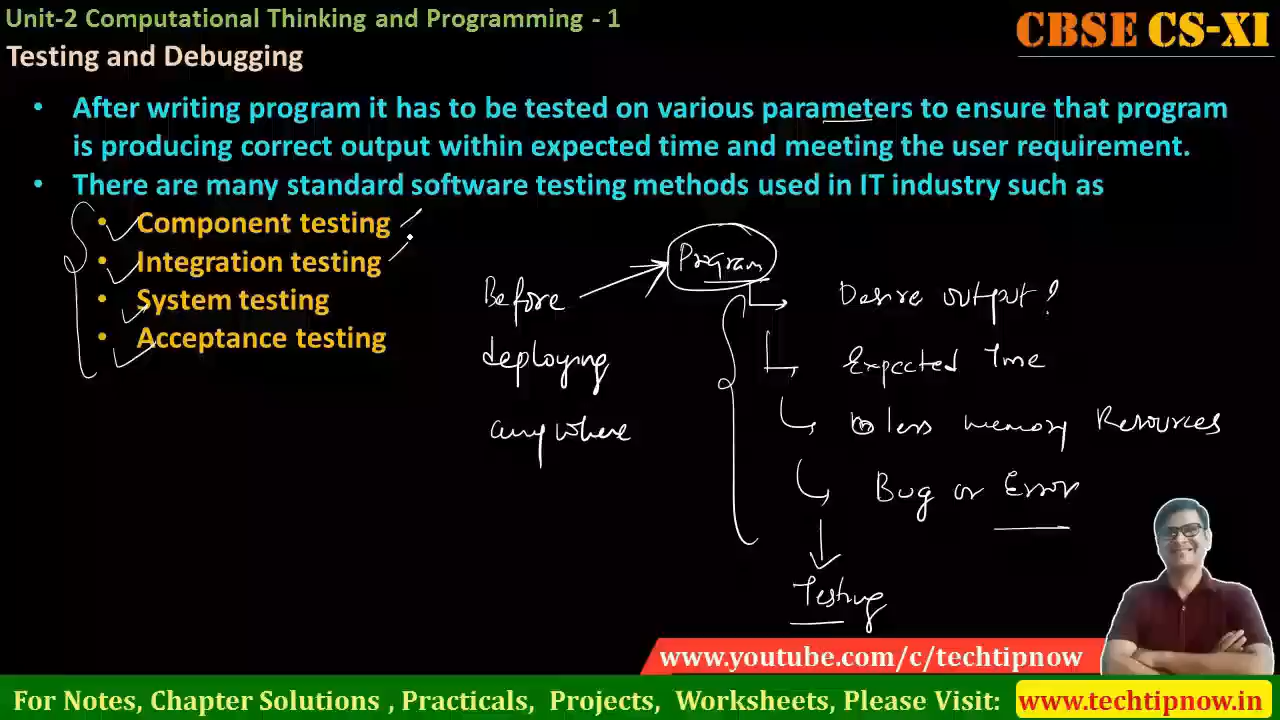 Unit-2 Computational Thinking and Programming - 1
CBSE CS-XI
Testing and Debugging
• After writing program it has to be tested on various parameters to ensure that program
is producing correct output within expected time and meeting the user requirement.
• There are many standard software testing methods used in IT industry such as
• Component testing
• Integration testing
• System testing
• Acceptance testing
Program
Before
deploying
anywhere
Desire output?
Expected Time
less memory Resources
Bug or Error
Testing
www.youtube.com/c/techtipnow
For Notes, Chapter Solutions , Practicals, Projects, Worksheets, Please Visit: www.techtipnow.in